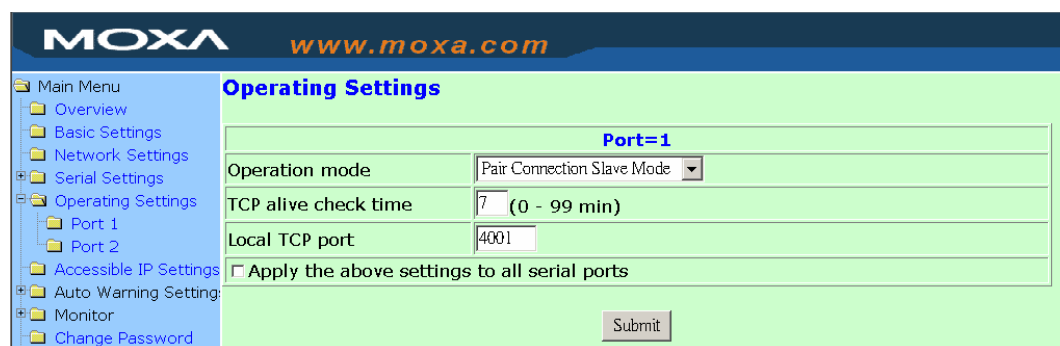 MOXA
www.moxa.com
Main Menu
Overview
Basic Settings
Network Settings
Serial Settings
Operating Settings
Port 1
Port 2
Accessible IP Settings
Auto Warning Setting
Monitor
Change Password
Operating Settings
Port=1
Operation mode Pair Connection Slave Mode
TCP alive check time 7 (0 - 99 min)
Local TCP port 4001
Apply the above settings to all serial ports
Submit